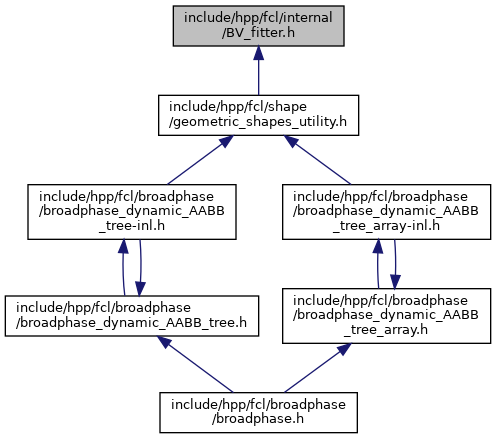 include/hpp/fcl/internal
/BV_fitter.h
include/hpp/fcl/shape
/geometric_shapes_utility.h
include/hpp/fcl/broadphase
/broadphase_dynamic_AABB
_tree-inl.h
include/hpp/fcl/broadphase
/broadphase_dynamic_AABB
_tree_array-inl.h
include/hpp/fcl/broadphase
/broadphase_dynamic_AABB_tree.h
include/hpp/fcl/broadphase
/broadphase_dynamic_AABB
_tree_array.h
include/hpp/fcl/broadphase
/broadphase.h